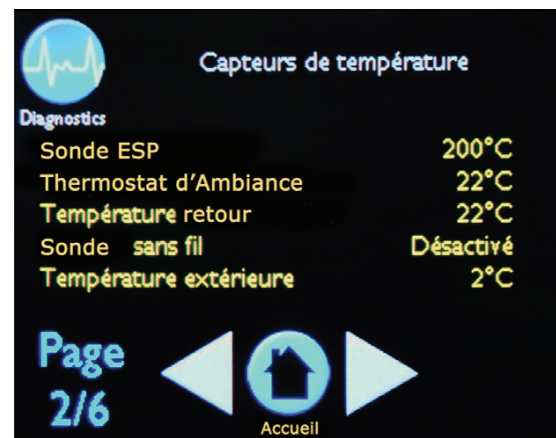 Capteurs de température
Diagnostics
Sonde ESP 200°C
Thermostat d'Ambiance 22°C
Température retour 22°C
Sonde sans fil Désactivé
Température extérieure 2°C
Page
2/6
Accueil